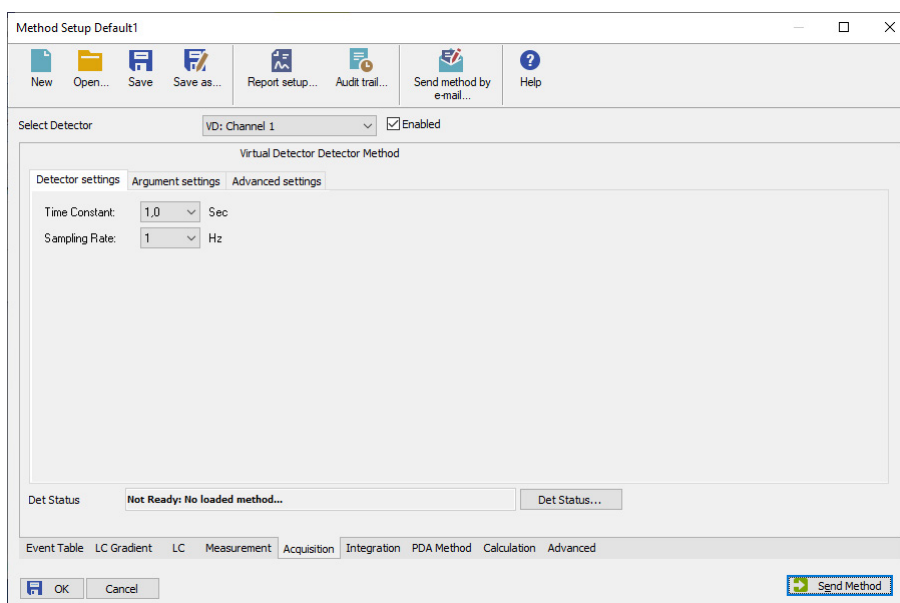 Method Setup Default1
New Open... Save Save as... Report setup... Audit trail... Send method by e-mail... Help
Select Detector VD: Channel 1 Enabled
Virtual Detector Detector Method
Detector settings Argument settings Advanced settings
Time Constant: 1,0 Sec
Sampling Rate: 1 Hz
Det Status Not Ready: No loaded method... Det Status...
Event Table LC Gradient LC Measurement Acquisition Integration PDA Method Calculation Advanced
OK Cancel Send Method